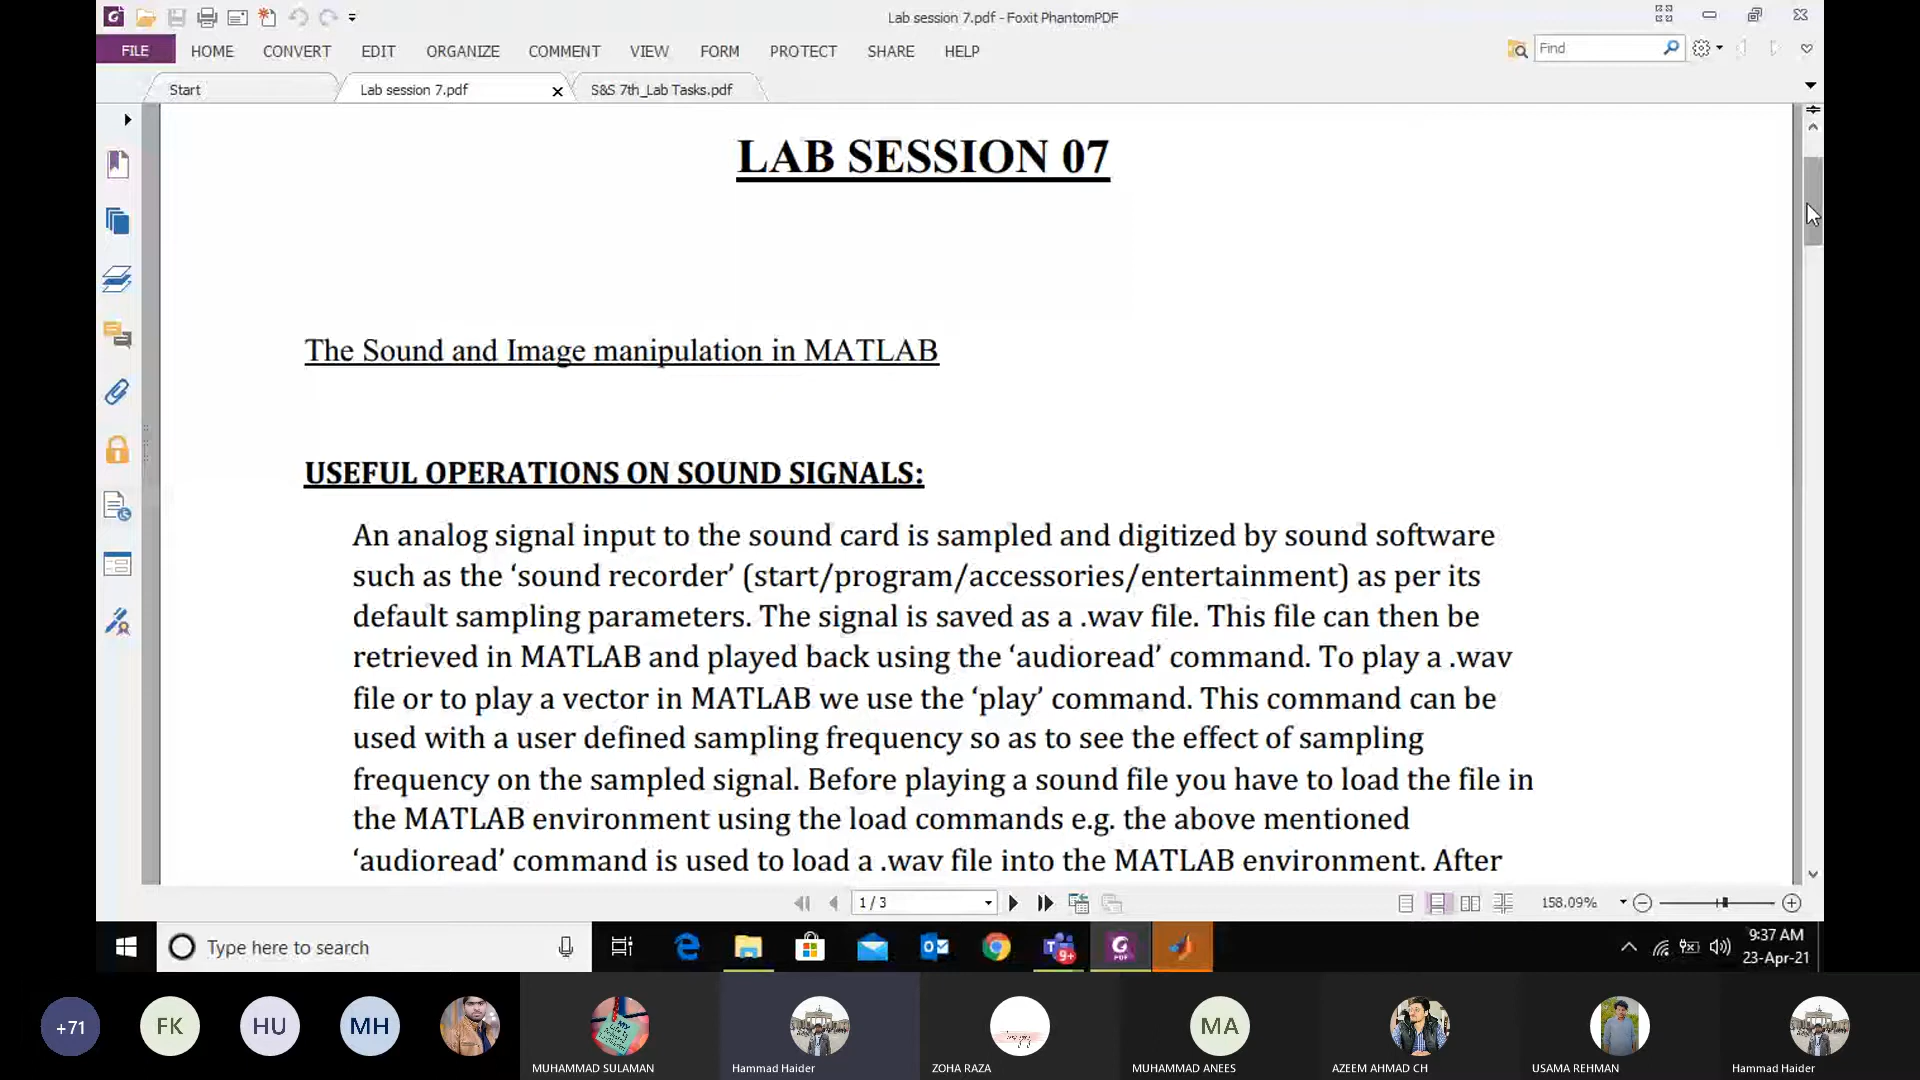 Lab session 7.pdf - Foxit PhantomPDF
FILE HOME CONVERT EDIT ORGANIZE COMMENT VIEW FORM PROTECT SHARE HELP Find
Start Lab session 7.pdf S&S 7th_Lab Tasks.pdf
LAB SESSION 07
The Sound and Image manipulation in MATLAB
USEFUL OPERATIONS ON SOUND SIGNALS:
An analog signal input to the sound card is sampled and digitized by sound software
such as the ‘sound recorder’ (start/program/accessories/entertainment) as per its
default sampling parameters. The signal is saved as a .wav file. This file can then be
retrieved in MATLAB and played back using the ‘audioread’ command. To play a .wav
file or to play a vector in MATLAB we use the ‘play’ command. This command can be
used with a user defined sampling frequency so as to see the effect of sampling
frequency on the sampled signal. Before playing a sound file you have to load the file in
the MATLAB environment using the load commands e.g. the above mentioned
‘audioread’ command is used to load a .wav file into the MATLAB environment. After
1 / 3 158.09%
Type here to search 9+ PDF 9:37 AM
23-Apr-21
+71 FK HU MH MA
MUHAMMAD SULAMAN Hammad Haider ZOHA RAZA MUHAMMAD ANEES AZEEM AHMAD CH USAMA REHMAN Hammad Haider